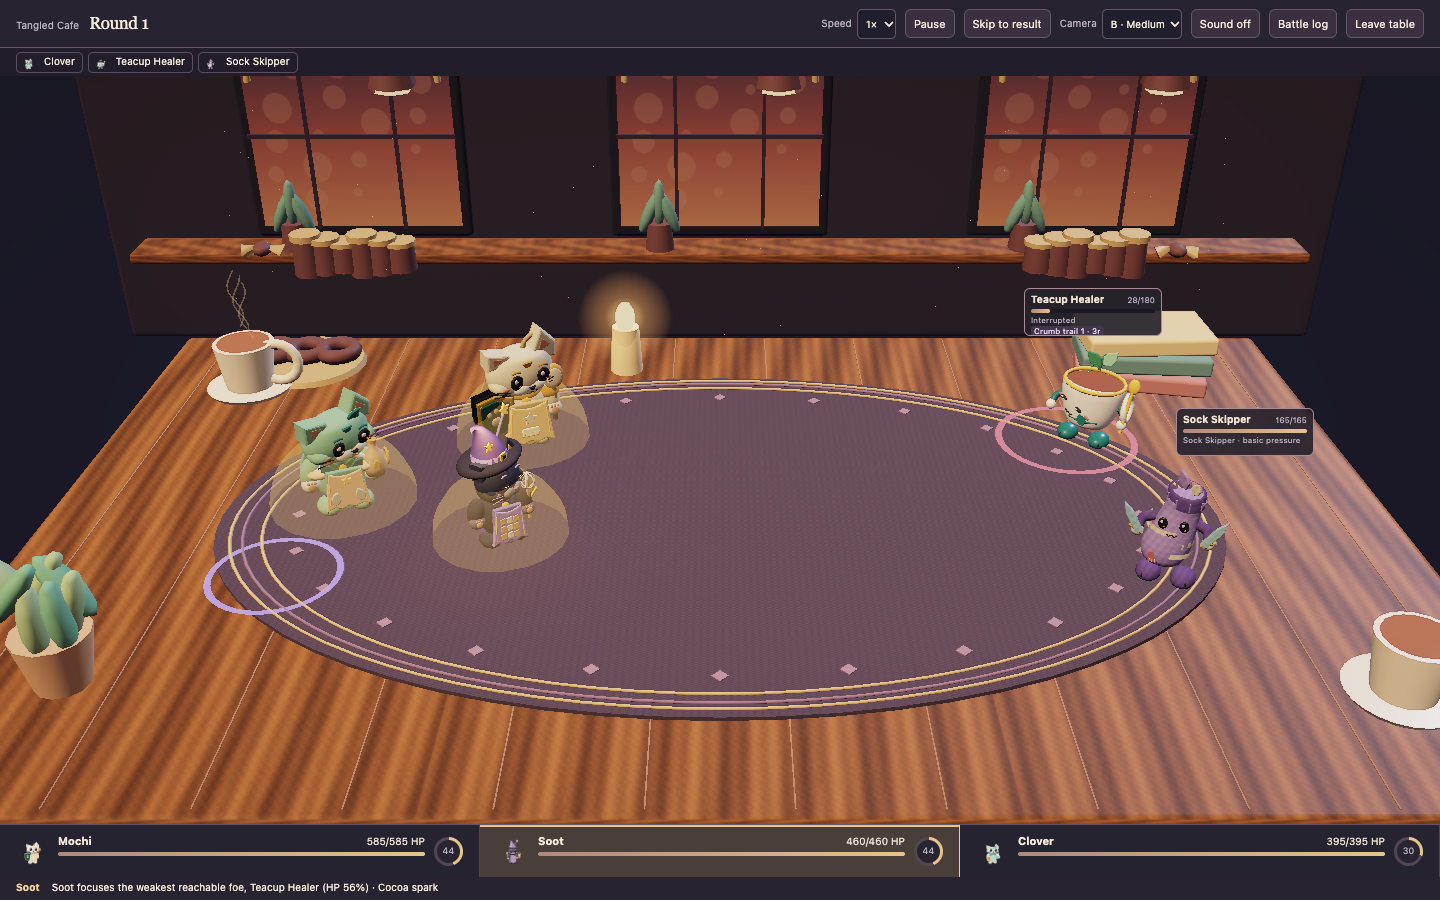 Tangled Cafe Round 1
Speed 1x Pause Skip to result Camera B · Medium Sound off Battle log Leave table
Clover Teacup Healer Sock Skipper
Teacup Healer 28/180
Interrupted
Crumb trail 1 · 3r
Sock Skipper 165/165
Sock Skipper · basic pressure
Mochi 585/585 HP 44
Soot 460/460 HP 44
Clover 395/395 HP 30
Soot Soot focuses the weakest reachable foe, Teacup Healer (HP 56%) · Cocoa spark